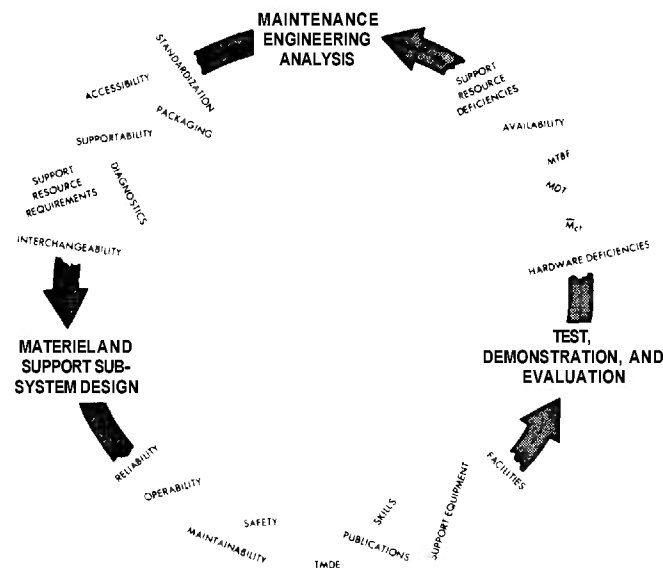 MAINTENANCE
ENGINEERING
ANALYSIS
STANDARDIZATION
ACCESSIBILITY
PACKAGING
SUPPORTABILITY
SUPPORT
RESOURCE
REQUIREMENTS
DIAGNOSTICS
INTERCHANGEABILITY
MATERIELAND
SUPPORT SUB-
SYSTEM DESIGN
RELIABILITY
OPERABILITY
SAFETY
MAINTAINABILITY
TMDE
SKILLS
PUBLICATIONS
SUPPORT EQUIPMENT
FACILITIES
TEST,
DEMONSTRATION, AND
EVALUATION
HARDWARE DEFICIENCIES
M̅ct
MDT
MTBF
AVAILABILITY
SUPPORT
RESOURCE
DEFICIENCIES